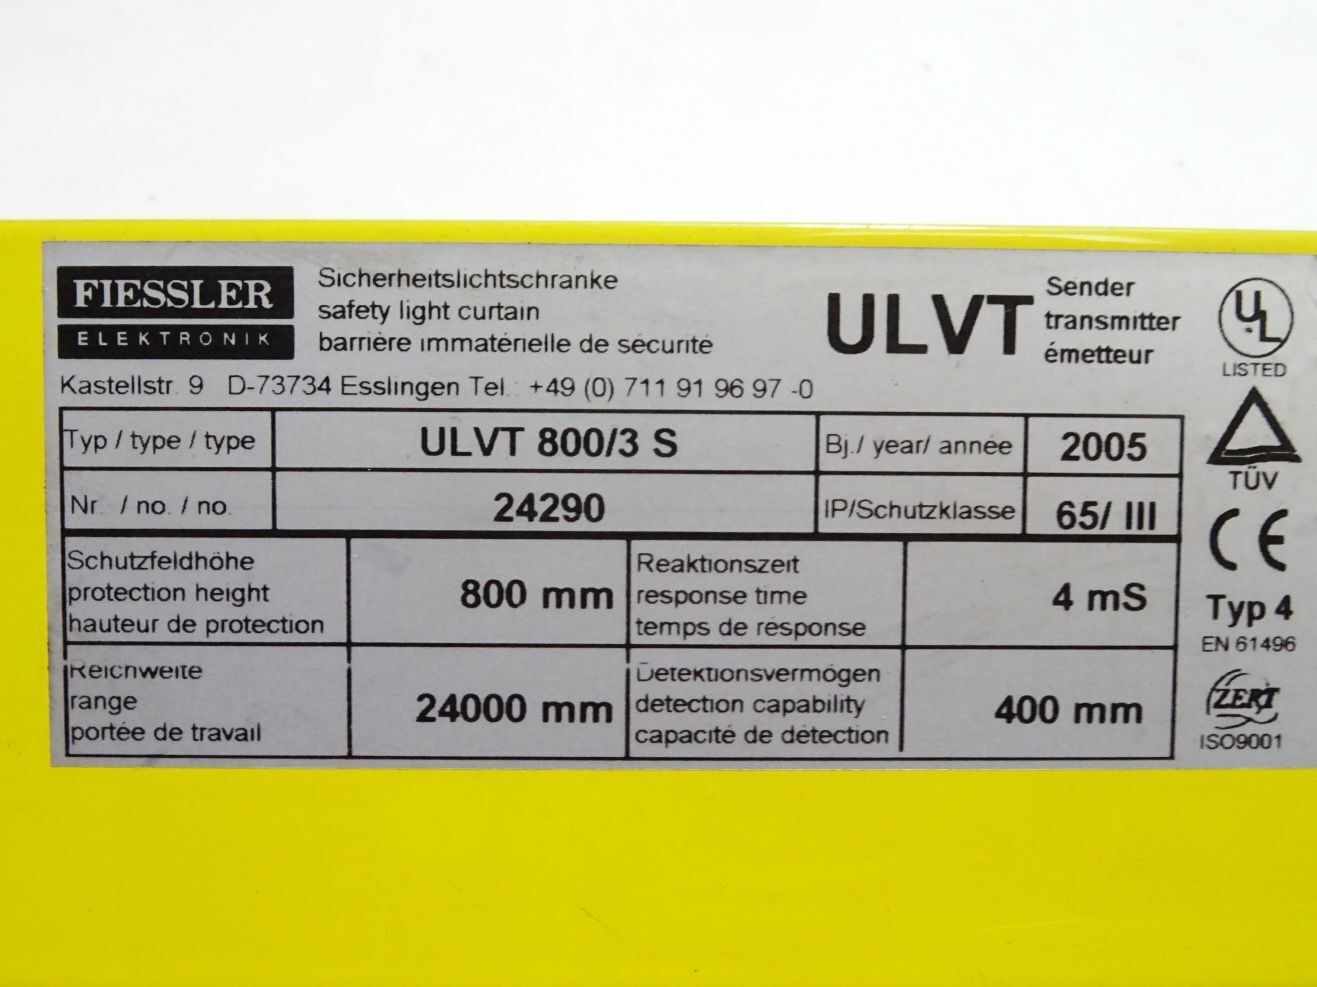 FIESSLER
ELEKTRONIK
Sicherheitslichtschranke
safety light curtain
barrière immatérielle de sécurité
ULVT
Sender
transmitter
émetteur
Kastellstr. 9 D-73734 Esslingen Tel.: +49 (0) 711 91 96 97 -0
Typ / type / type ULVT 800/3 S Bj./ year/ année 2005
Nr. / no. / no. 24290 IP/Schutzklasse 65/ III
Schutzfeldhöhe
protection height
hauteur de protection
800 mm
Reaktionszeit
response time
temps de réponse
4 mS
Reichweite
range
portée de travail
24000 mm
Detektionsvermögen
detection capability
capacité de détection
400 mm
UL
LISTED
TÜV
CE
Typ 4
EN 61496
ZERT
ISO9001